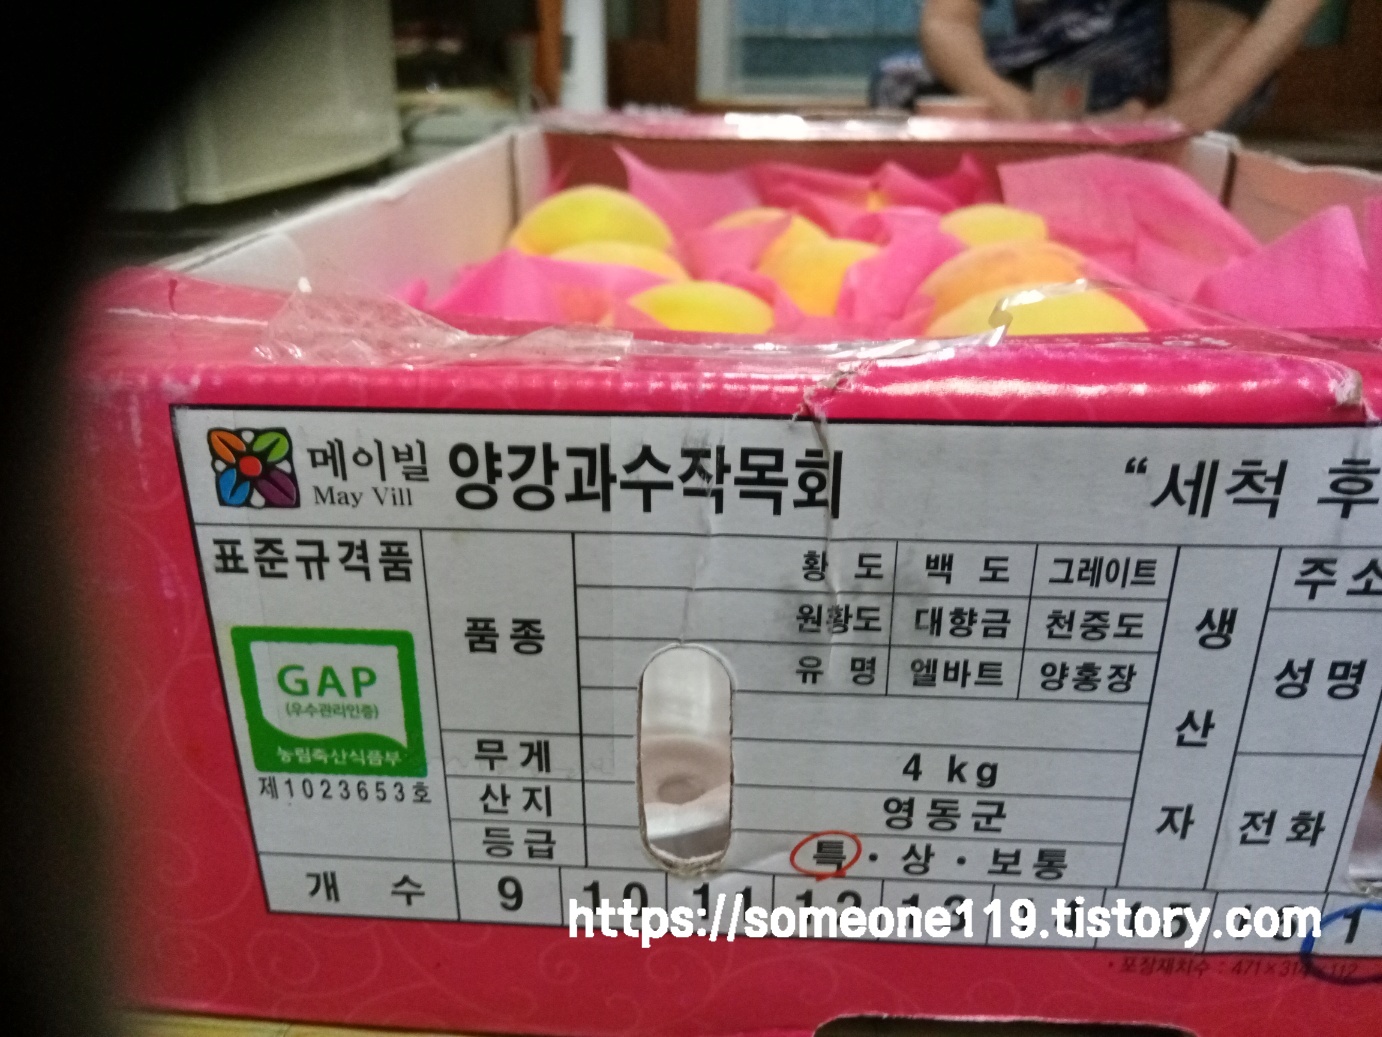 메이빌
May Vill
양강과수작목회
“세척 후
표준규격품
GAP
(우수관리인증)
농림축산식품부
제1023653호
품종
황 도 백 도 그레이트
원황도 대향금 천중도
유 명 엘바트 양홍장
무게 4 kg
산지 영동군
등급 특 · 상 · 보통
생산자
주소
성명
전화
개 수 9 10 11 12 13 15
https://someone119.tistory.com